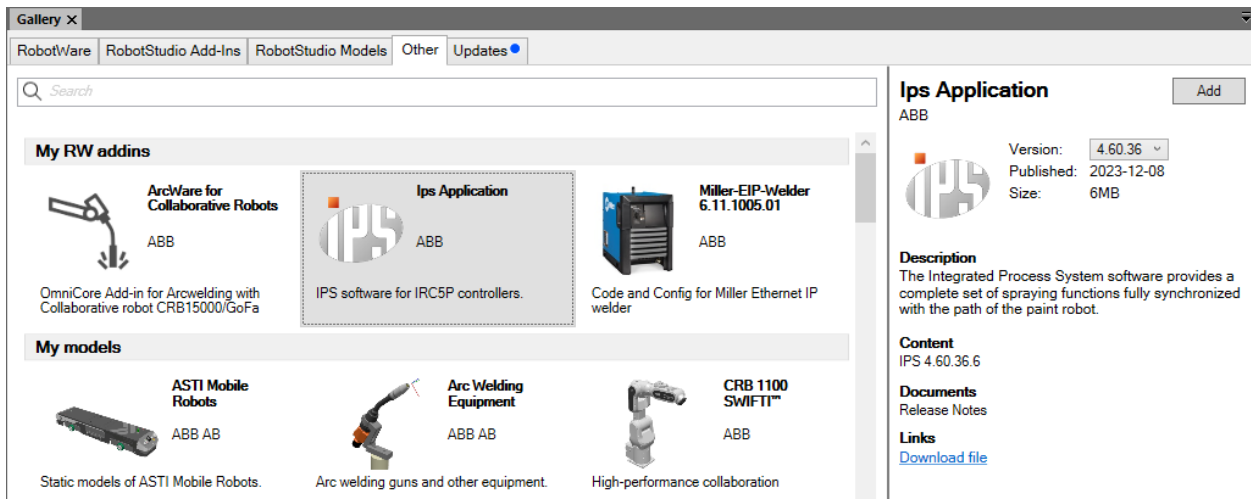 Gallery X
RobotWare
RobotStudio Add-Ins
RobotStudio Models
Other
Updates
Search
My RW addins
ArcWare for
Collaborative Robots
ABB
OmniCore Add-in for Arcwelding with
Collaborative robot CRB15000/GoFa
IPS
Ips Application
ABB
IPS software for IRC5P controllers.
Miller-EIP-Welder
6.11.1005.01
ABB
Code and Config for Miller Ethernet IP
welder
My models
ASTI Mobile
Robots
ABB AB
Static models of ASTI Mobile Robots.
Arc Welding
Equipment
ABB AB
Arc welding guns and other equipment.
CRB 1100
SWIFTI™
ABB
High-performance collaboration
Ips Application
Add
ABB
IPS
Version: 4.60.36
Published: 2023-12-08
Size: 6MB
Description
The Integrated Process System software provides a
complete set of spraying functions fully synchronized
with the path of the paint robot.
Content
IPS 4.60.36.6
Documents
Release Notes
Links
Download file